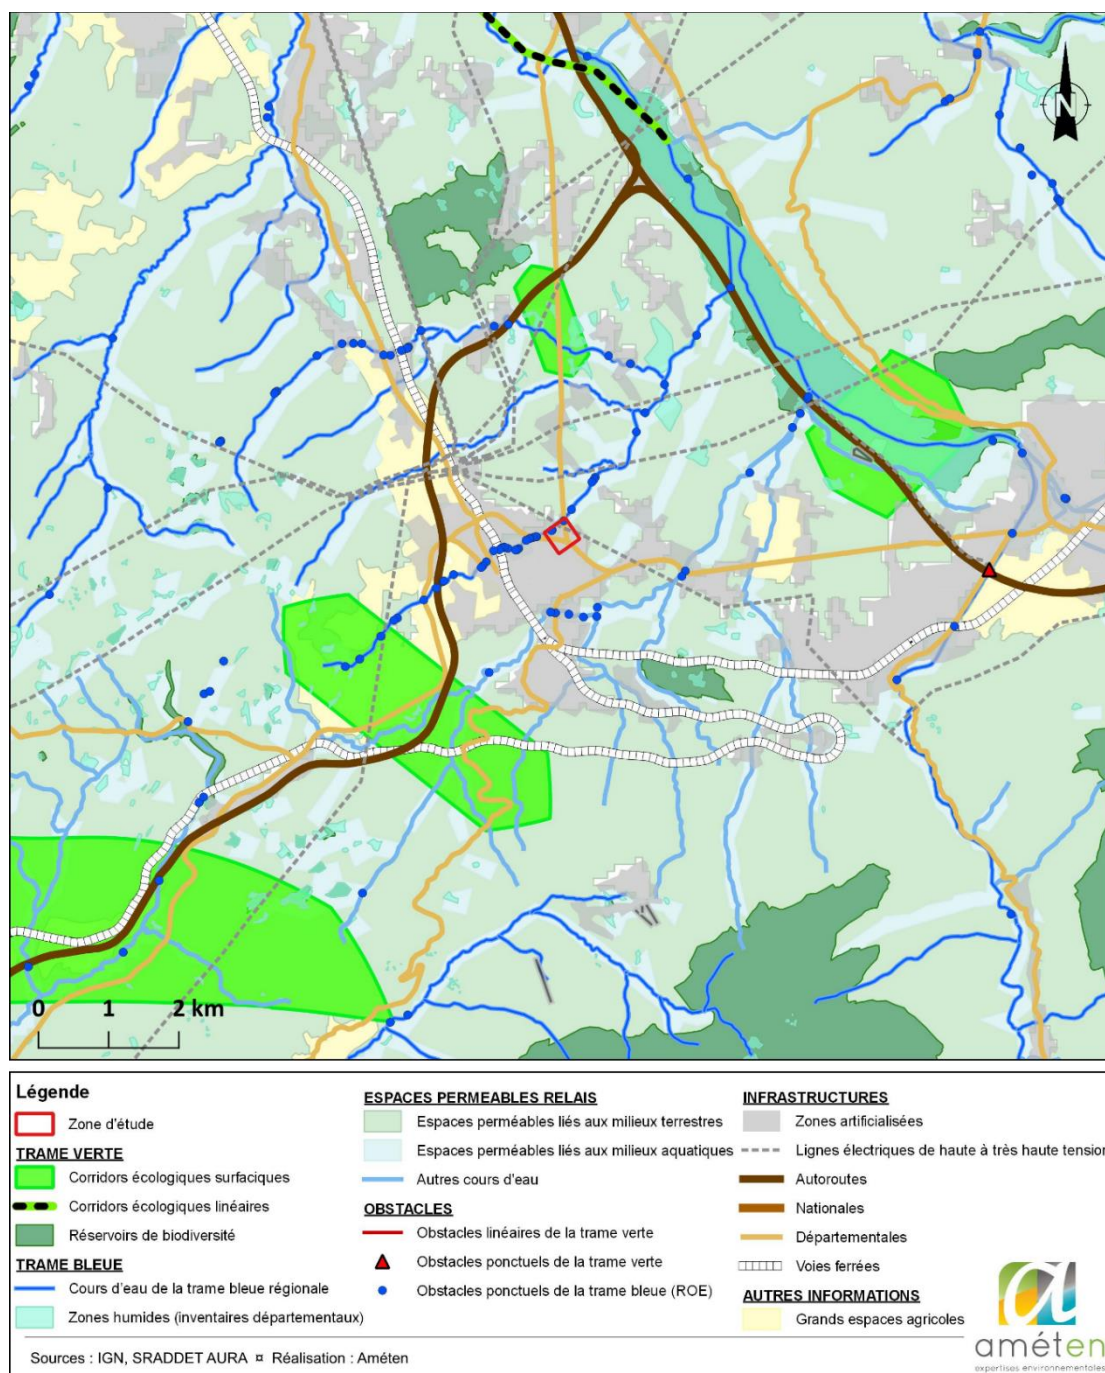 N
0 1 2 km
Légende
Zone d'étude
TRAME VERTE
Corridors écologiques surfaciques
Corridors écologiques linéaires
Réservoirs de biodiversité
TRAME BLEUE
Cours d'eau de la trame bleue régionale
Zones humides (inventaires départementaux)
ESPACES PERMEABLES RELAIS
Espaces perméables liés aux milieux terrestres
Espaces perméables liés aux milieux aquatiques
Autres cours d'eau
OBSTACLES
Obstacles linéaires de la trame verte
Obstacles ponctuels de la trame verte
Obstacles ponctuels de la trame bleue (ROE)
INFRASTRUCTURES
Zones artificialisées
Lignes électriques de haute à très haute tension
Autoroutes
Nationales
Départementales
Voies ferrées
AUTRES INFORMATIONS
Grands espaces agricoles
Sources : IGN, SRADDET AURA ¤ Réalisation : Améten
améten
expertises environnementales